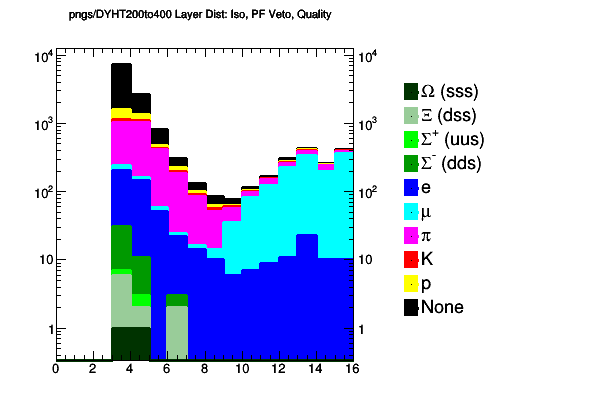 pngs/DYHT200to400 Layer Dist: Iso, PF Veto, Quality
10⁴ 10⁴
Ω (sss)
Ξ⁻ (dss)
10³ 10³
Σ⁺ (uus)
Σ⁻ (dds)
10² 10²
e
μ
π
10 10
K
p
None
1 1
0 2 4 6 8 10 12 14 16